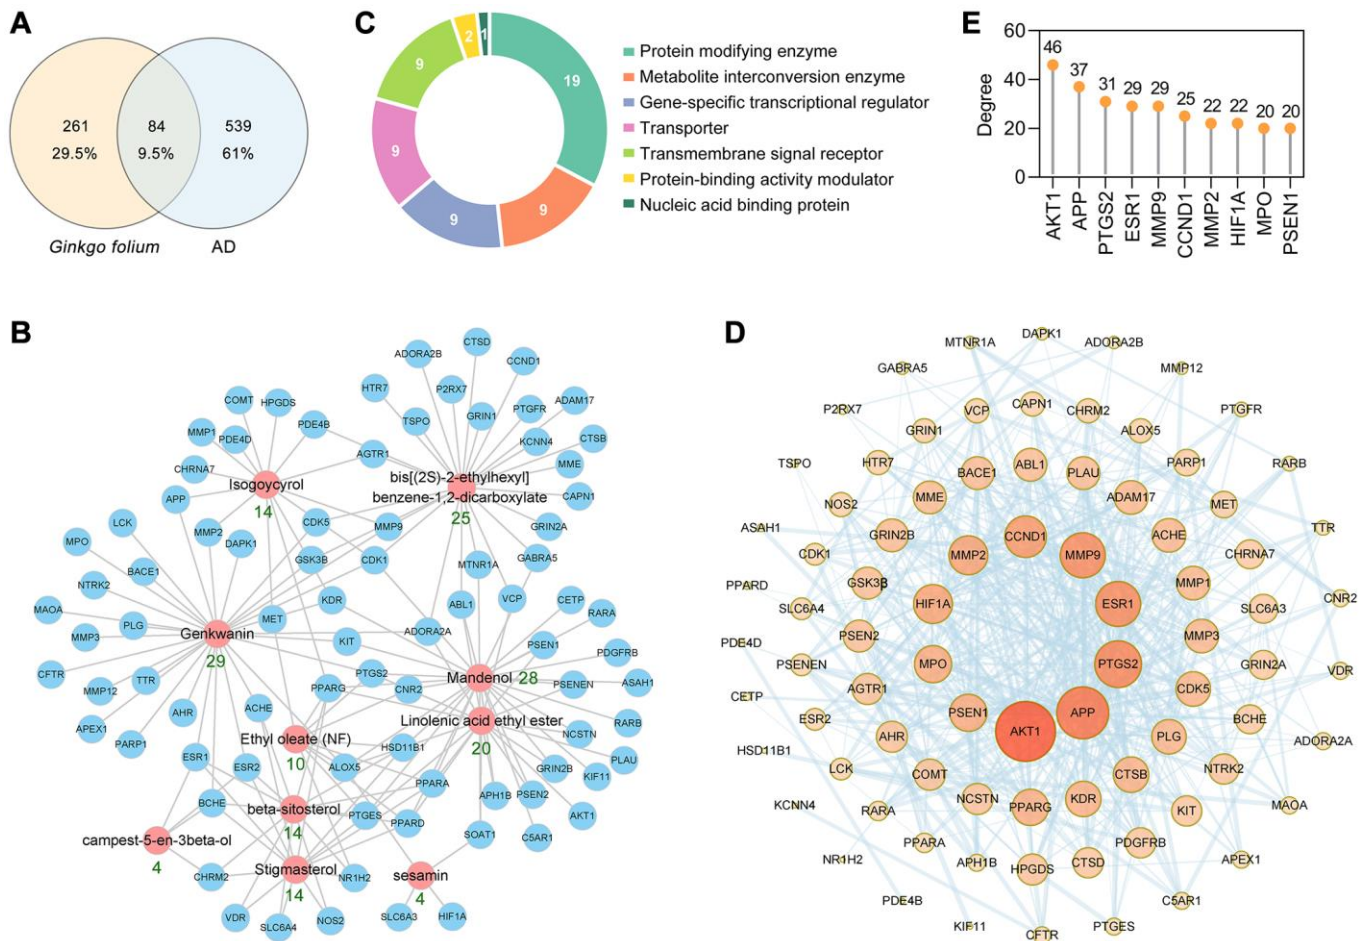 A
261
29.5%
84
9.5%
539
61%
Ginkgo folium
AD
C
19
9
9
9
9
2
1
Protein modifying enzyme
Metabolite interconversion enzyme
Gene-specific transcriptional regulator
Transporter
Transmembrane signal receptor
Protein-binding activity modulator
Nucleic acid binding protein
E
Degree
60
40
20
0
46
37
31
29
29
25
22
22
20
20
AKT1
APP
PTGS2
ESR1
MMP9
CCND1
MMP2
HIF1A
MPO
PSEN1
B
CTSD
ADORA2B
CCND1
HTR7
P2RX7
ADAM17
COMT
HPGDS
TSPO
GRIN1
PTGFR
MMP1
PDE4D
PDE4B
KCNN4
CTSB
AGTR1
MME
CHRNA7
CAPN1
APP
Isogoycyrol
14
bis[(2S)-2-ethylhexyl]
benzene-1,2-dicarboxylate
25
LCK
MMP2
DAPK1
CDK5
MMP9
GRIN2A
MPO
BACE1
GSK3B
CDK1
MTNR1A
GABRA5
NTRK2
ABL1
VCP
CETP
MAOA
PLG
MET
KDR
RARA
Genkwanin
29
KIT
ADORA2A
PSEN1
PDGFRB
MMP3
CFTR
TTR
MMP12
PTGS2
PPARG
CNR2
Mandenol
28
PSENEN
ASAH1
APEX1
AHR
ACHE
PARP1
Linolenic acid ethyl ester
20
RARB
NCSTN
Ethyl oleate (NF)
10
HSD11B1
PLAU
ESR1
ESR2
ALOX5
PPARA
GRIN2B
KIF11
BCHE
beta-sitosterol
14
APH1B
PSEN2
AKT1
PTGES
PPARD
SOAT1
C5AR1
campest-5-en-3beta-ol
4
CHRM2
Stigmasterol
14
NR1H2
sesamin
4
VDR
SLC6A4
NOS2
SLC6A3
HIF1A
D
DAPK1
MTNR1A
ADORA2B
GABRA5
MMP12
P2RX7
VCP
CAPN1
CHRM2
PTGFR
GRIN1
ALOX5
TSPO
HTR7
BACE1
ABL1
PLAU
PARP1
RARB
NOS2
MME
ADAM17
MET
ASAH1
GRIN2B
CCND1
ACHE
TTR
CDK1
MMP2
MMP9
CHRNA7
PPARD
GSK3β
MMP1
CNR2
SLC6A4
HIF1A
ESR1
SLC6A3
PDE4D
PSEN2
MMP3
PSENEN
MPO
PTGS2
GRIN2A
VDR
CETP
AGTR1
CDK5
ESR2
PSEN1
APP
BCHE
ADORA2A
HSD11B1
AHR
AKT1
PLG
LCK
COMT
CTSB
NTRK2
KCNN4
RARA
NCSTN
PPARG
KDR
KIT
MAOA
PPARA
PDGFRB
NR1H2
APH1B
HPGDS
CTSD
APEX1
PDE4B
C5AR1
KIF11
CFTR
PTGES